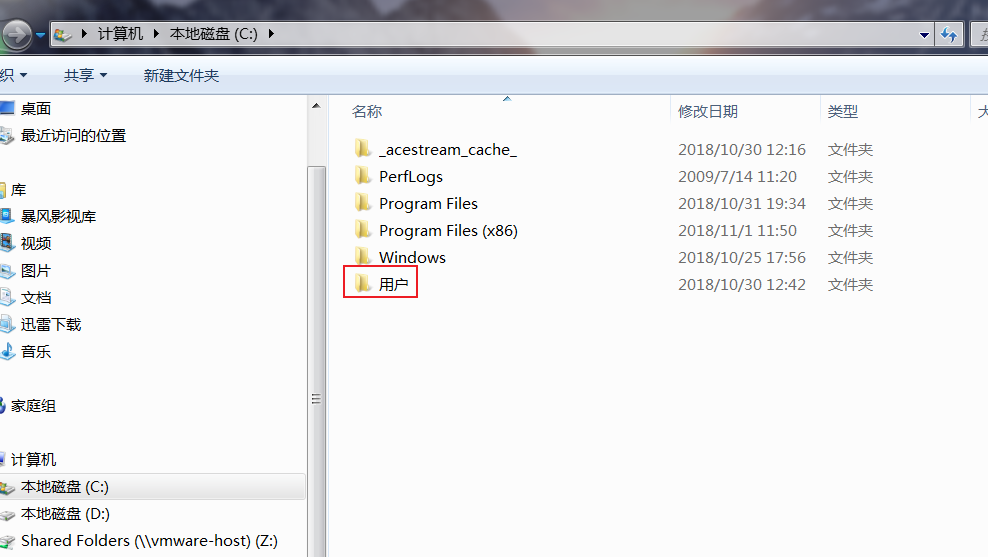 计算机 本地磁盘 (C:)
织 共享 新建文件夹
桌面
最近访问的位置
库
暴风影视库
视频
图片
文档
迅雷下载
音乐
家庭组
计算机
本地磁盘 (C:)
本地磁盘 (D:)
Shared Folders (\\vmware-host) (Z:)
名称 修改日期 类型 大
_acestream_cache_ 2018/10/30 12:16 文件夹
PerfLogs 2009/7/14 11:20 文件夹
Program Files 2018/10/31 19:34 文件夹
Program Files (x86) 2018/11/1 11:50 文件夹
Windows 2018/10/25 17:56 文件夹
用户 2018/10/30 12:42 文件夹